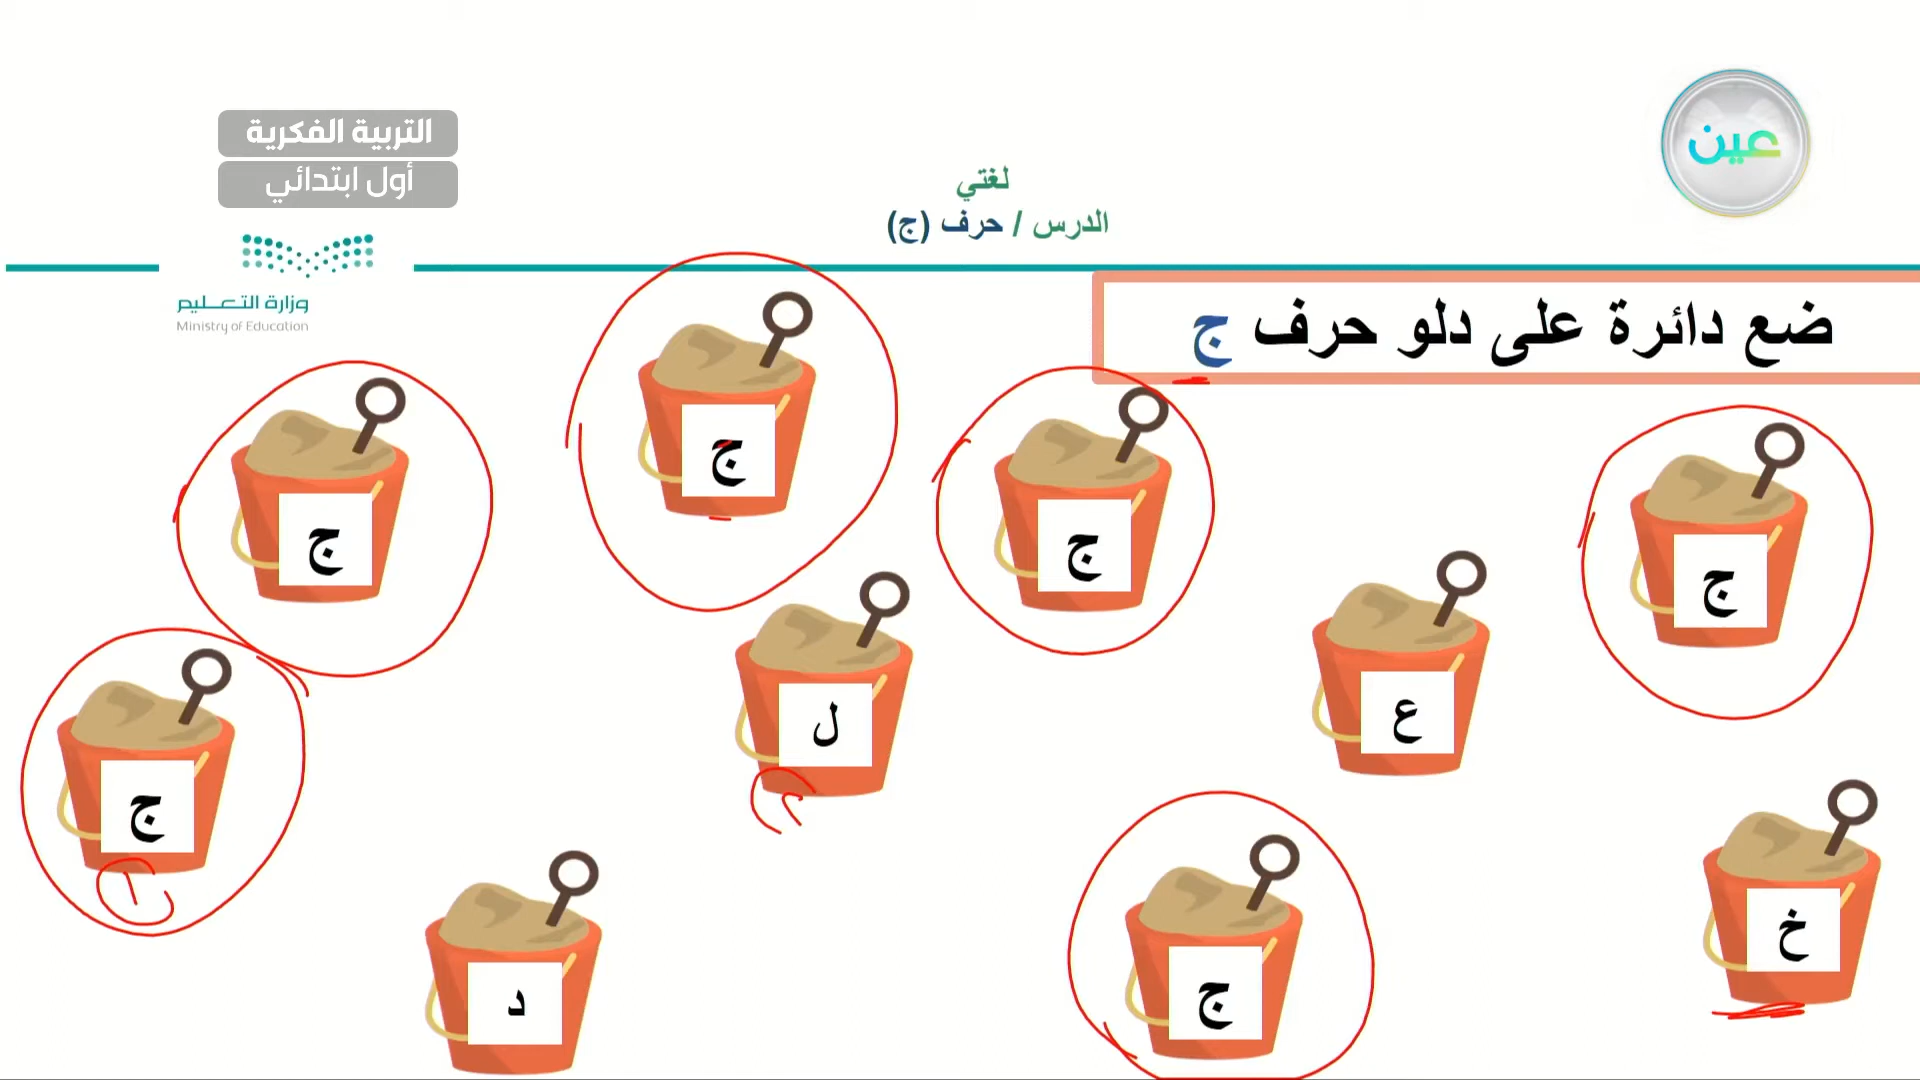 عين
التربية الفكرية
أول ابتدائي
لغتي
الدرس / حرف (ج)
وزارة التعليم
Ministry of Education
ضع دائرة على دلو حرف ج
ج
ج
ج
ج
ج
ل
ع
ج
خ
د